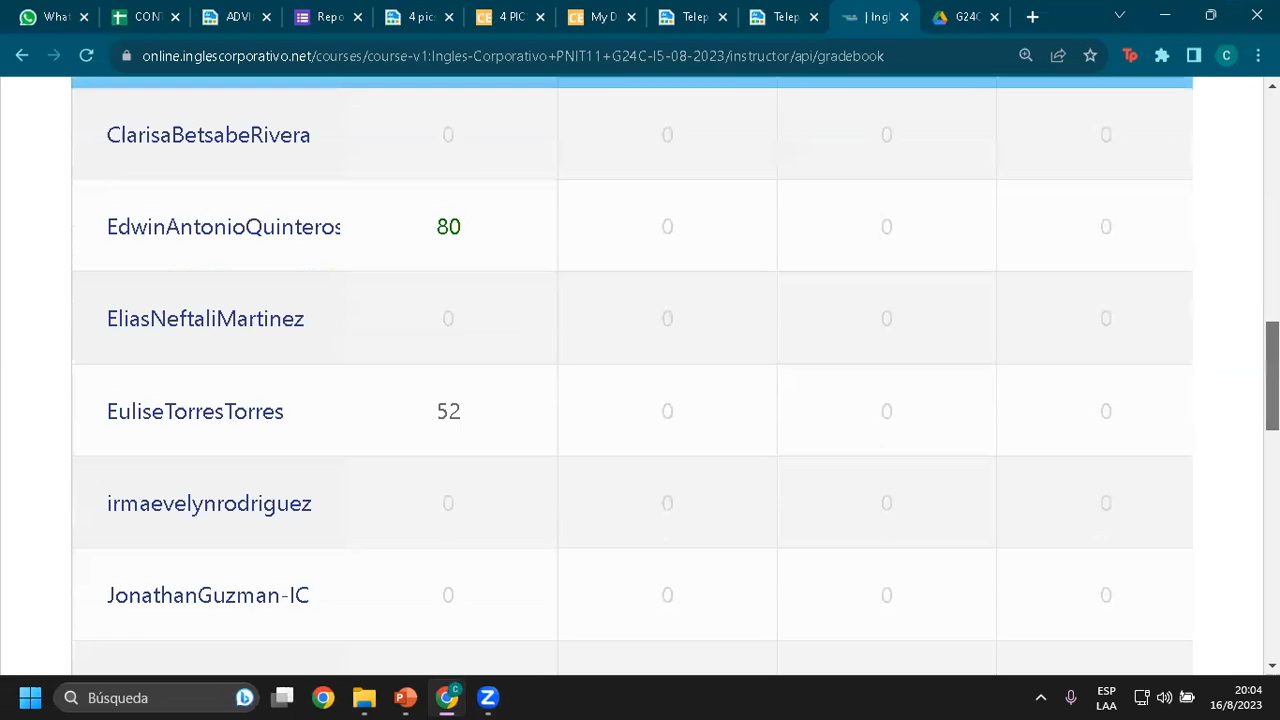 What
CON
ADVI
Repo
4 pic
4 PIC
My D
Telep
Telep
| Ingl
G24C
online.inglescorporativo.net/courses/course-v1:Ingles-Corporativo+PNIT11+G24C-I5-08-2023/instructor/api/gradebook
ClarisaBetsabeRivera 0 0 0 0
EdwinAntonioQuinteros 80 0 0 0
EliasNeftaliMartinez 0 0 0 0
EuliseTorresTorres 52 0 0 0
irmaevelynrodriguez 0 0 0 0
JonathanGuzman-IC 0 0 0 0
Búsqueda
ESP
LAA
20:04
16/8/2023